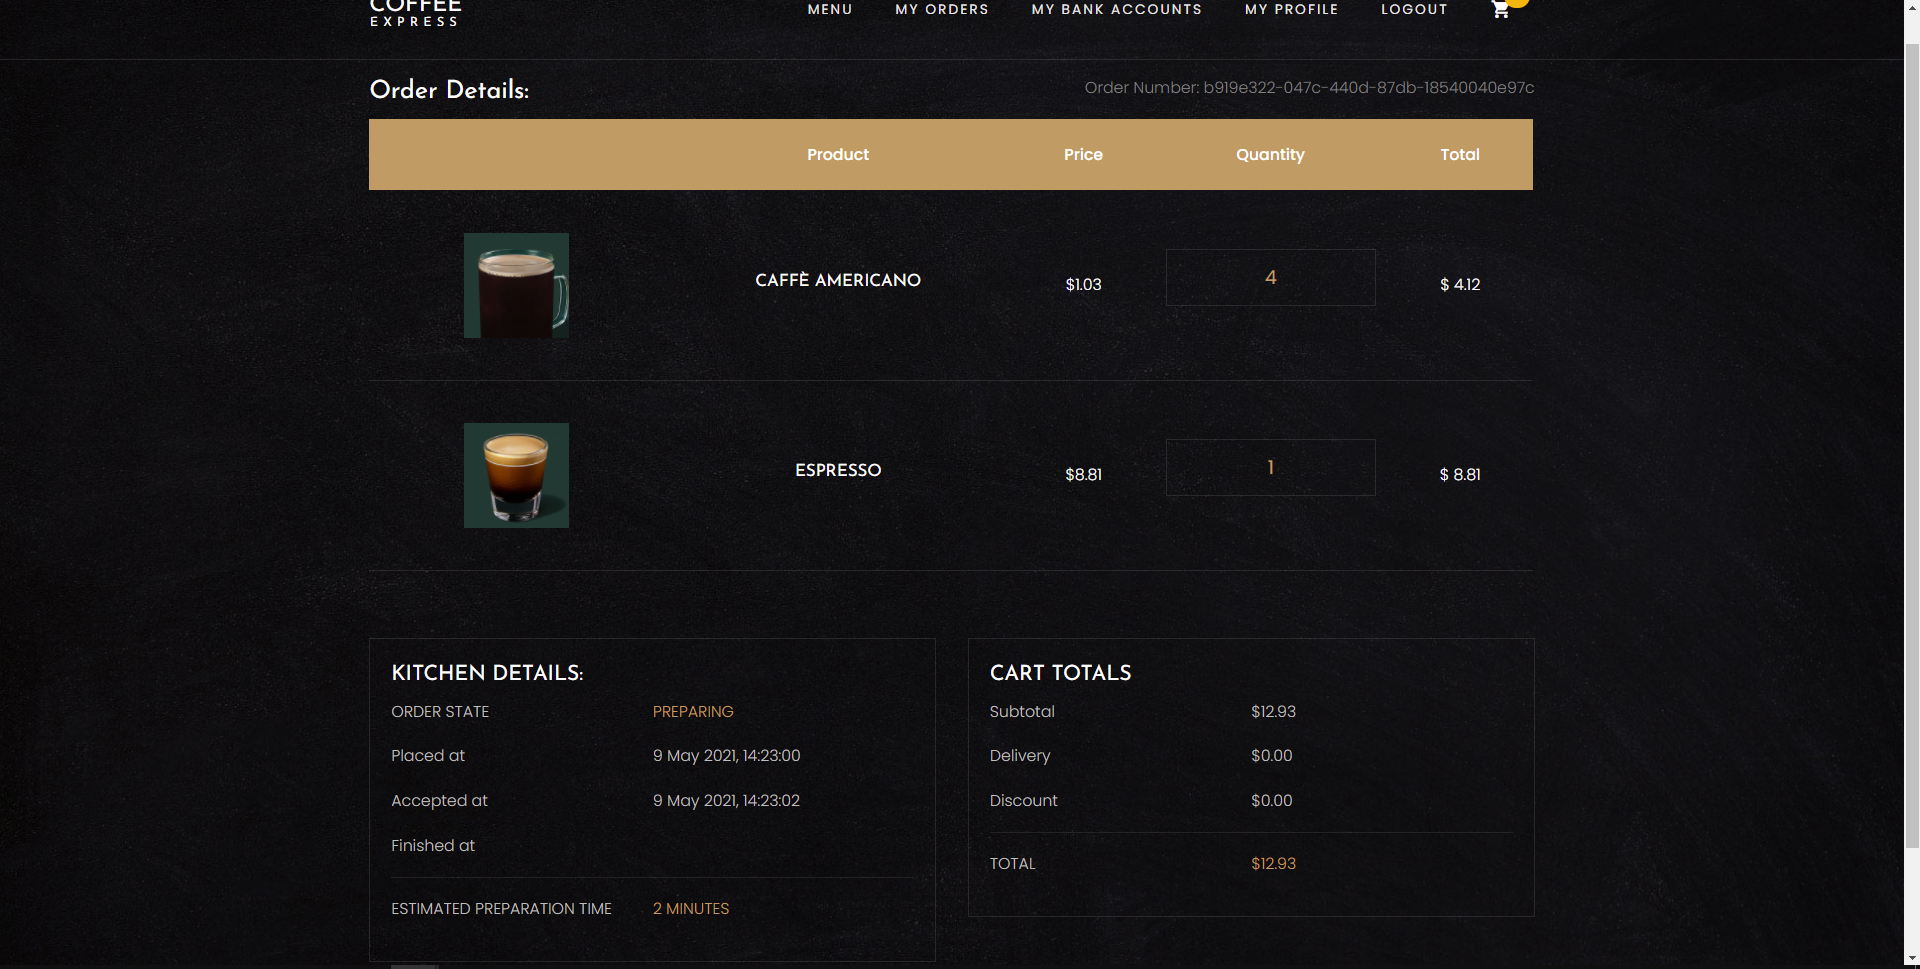 COFFEE
EXPRESS
MENU MY ORDERS MY BANK ACCOUNTS MY PROFILE LOGOUT
Order Details:
Order Number: b919e322-047c-440d-87db-18540040e97c
Product Price Quantity Total
CAFFÈ AMERICANO $1.03 4 $ 4.12
ESPRESSO $8.81 1 $ 8.81
KITCHEN DETAILS:
ORDER STATE PREPARING
Placed at 9 May 2021, 14:23:00
Accepted at 9 May 2021, 14:23:02
Finished at
ESTIMATED PREPARATION TIME 2 MINUTES
CART TOTALS
Subtotal $12.93
Delivery $0.00
Discount $0.00
TOTAL $12.93